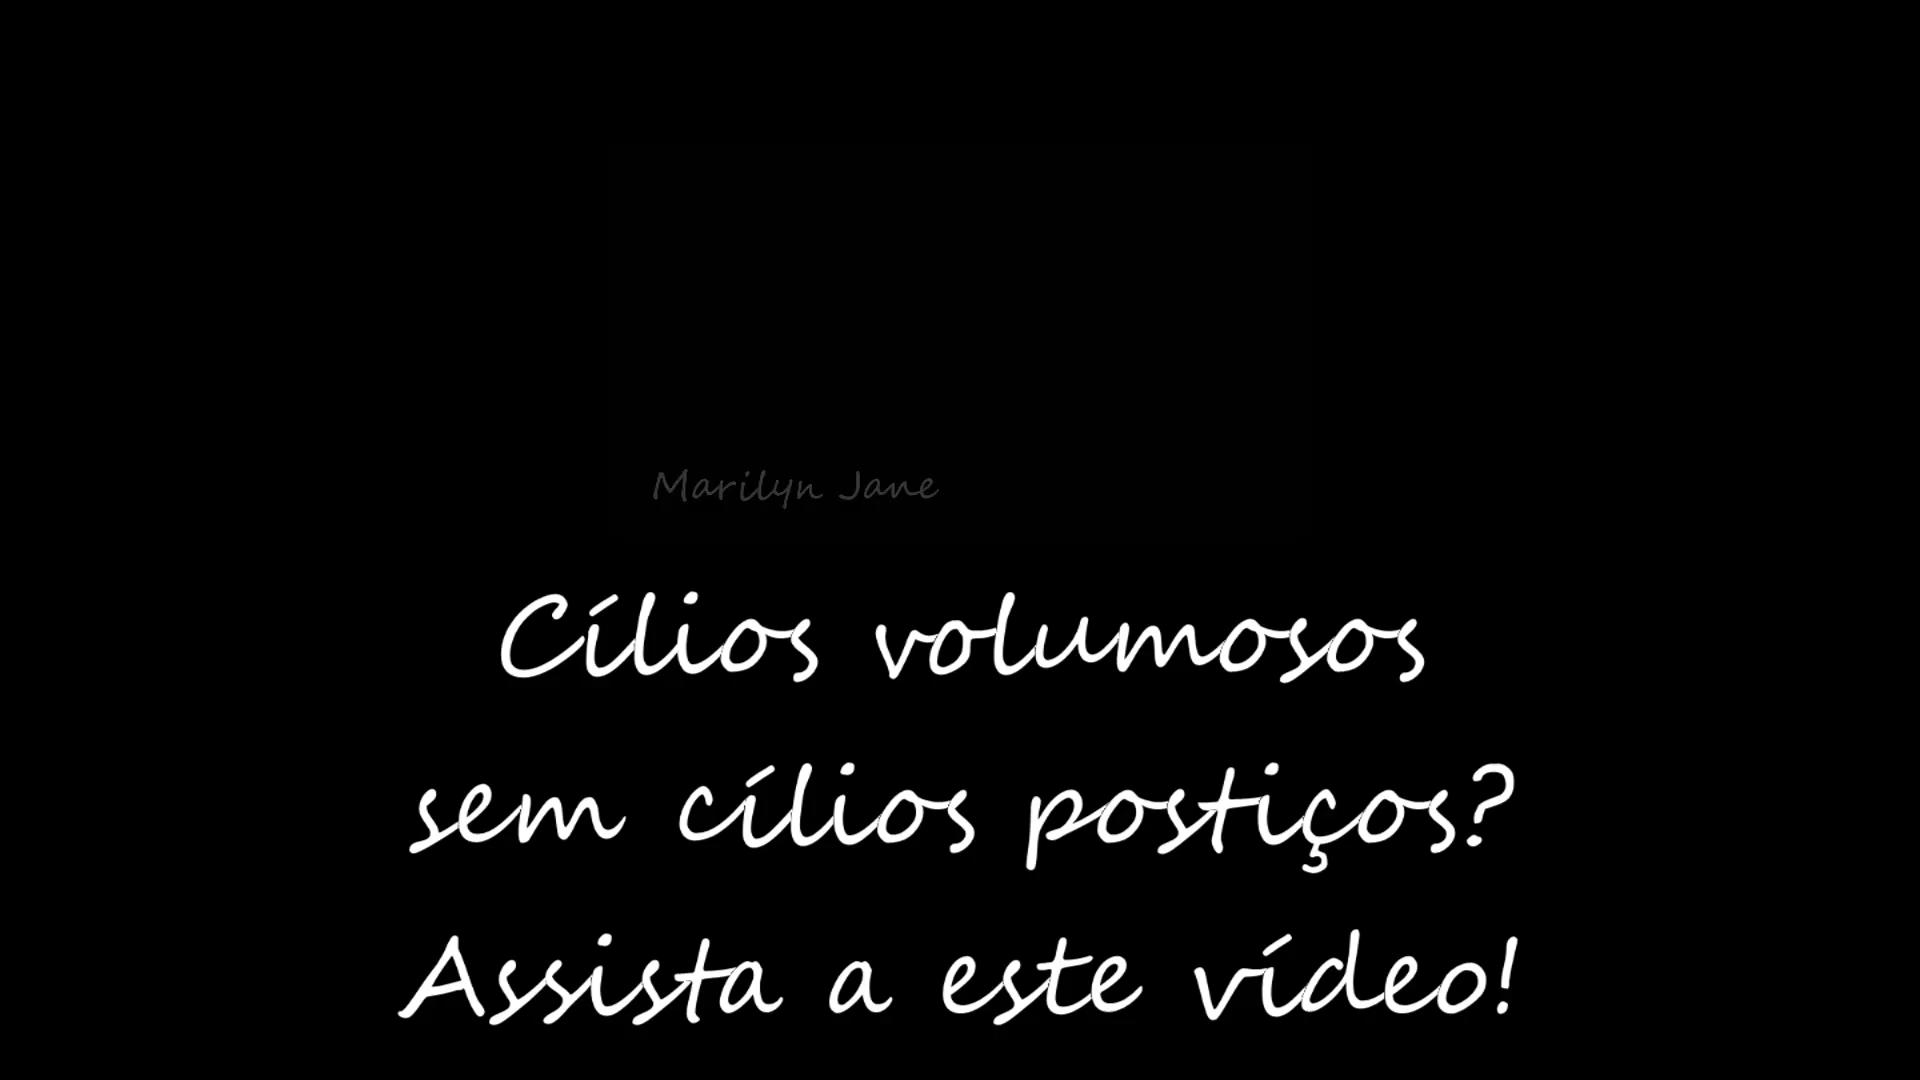 Marilyn Jane
Cílios volumosos
sem cílios postiços?
Assista a este vídeo!